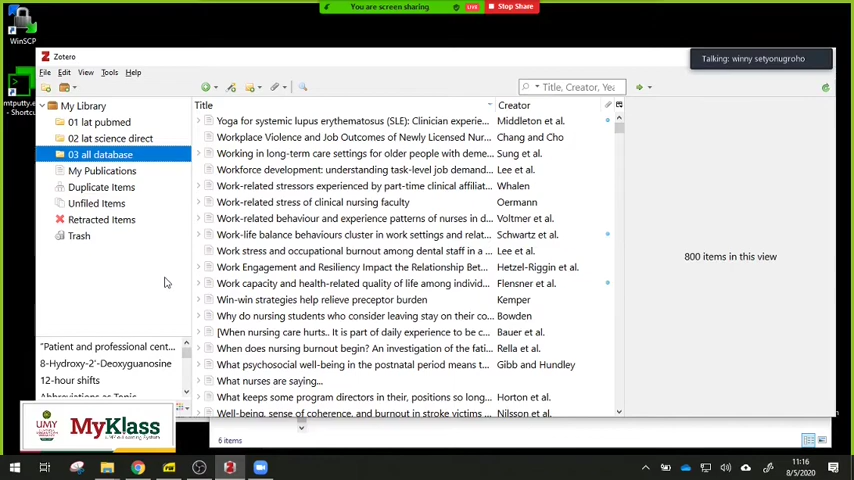 You are screen sharing
LIVE
Stop Share
WinSCP
mtputty.e...
- Shortcu
Zotero
Talking: winny setyonugroho
File Edit View Tools Help
Title, Creator, Yea
My Library
01 lat pubmed
02 lat science direct
03 all database
My Publications
Duplicate Items
Unfiled Items
Retracted Items
Trash
"Patient and professional cent...
8-Hydroxy-2'-Deoxyguanosine
12-hour shifts
Abbreviations as Topic
Title Creator
Yoga for systemic lupus erythematosus (SLE): Clinician experie... Middleton et al.
Workplace Violence and Job Outcomes of Newly Licensed Nur... Chang and Cho
Working in long-term care settings for older people with deme... Sung et al.
Workforce development: understanding task-level job demand... Lee et al.
Work-related stressors experienced by part-time clinical affiliat... Whalen
Work-related stress of clinical nursing faculty Oermann
Work-related behaviour and experience patterns of nurses in d... Voltmer et al.
Work-life balance behaviours cluster in work settings and relat... Schwartz et al.
Work stress and occupational burnout among dental staff in a ... Lee et al.
Work Engagement and Resiliency Impact the Relationship Bet... Hetzel-Riggin et al.
Work capacity and health-related quality of life among individ... Flensner et al.
Win-win strategies help relieve preceptor burden Kemper
Why do nursing students who consider leaving stay on their co... Bowden
[When nursing care hurts.. It is part of daily experience to be c... Bauer et al.
When does nursing burnout begin? An investigation of the fati... Rella et al.
What psychosocial well-being in the postnatal period means t... Gibb and Hundley
What nurses are saying...
What keeps some program directors in their, positions so long... Horton et al.
Well-being, sense of coherence, and burnout in stroke victims ... Nilsson et al.
800 items in this view
UMY
MyKlass
6 items
11:16
8/5/2020